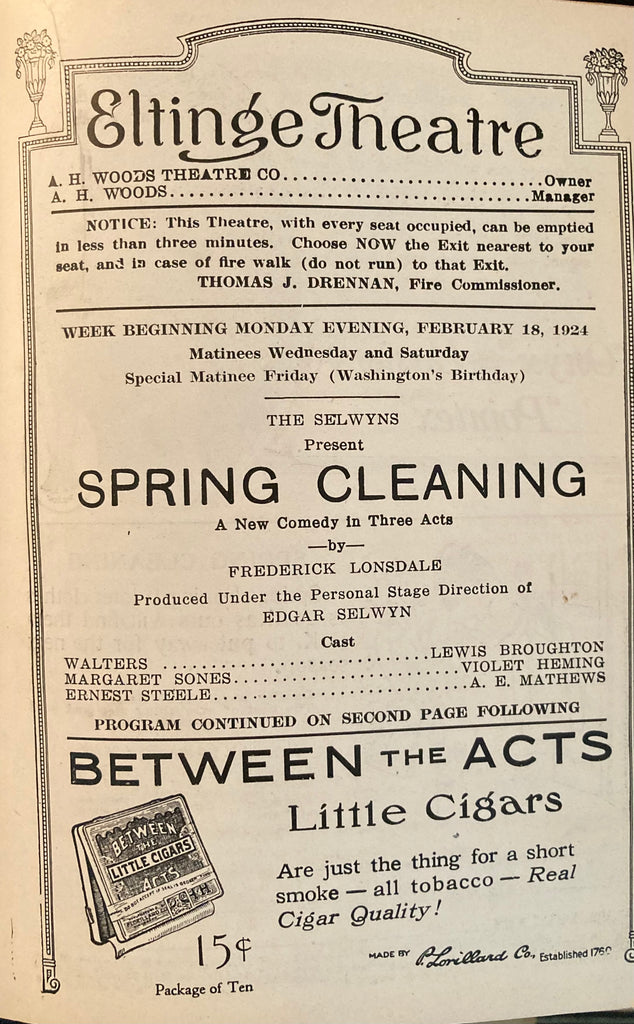 Eltinge Theatre
A. H. WOODS THEATRE CO..............................Owner
A. H. WOODS..........................................Manager
NOTICE: This Theatre, with every seat occupied, can be emptied
in less than three minutes. Choose NOW the Exit nearest to your
seat, and in case of fire walk (do not run) to that Exit.
THOMAS J. DRENNAN, Fire Commissioner.
WEEK BEGINNING MONDAY EVENING, FEBRUARY 18, 1924
Matinees Wednesday and Saturday
Special Matinee Friday (Washington's Birthday)
THE SELWYNS
Present
SPRING CLEANING
A New Comedy in Three Acts
—by—
FREDERICK LONSDALE
Produced Under the Personal Stage Direction of
EDGAR SELWYN
Cast
WALTERS ..............................LEWIS BROUGHTON
MARGARET SONES..........................VIOLET HEMING
ERNEST STEELE............................A. E. MATHEWS
PROGRAM CONTINUED ON SECOND PAGE FOLLOWING
BETWEEN THE ACTS
Little Cigars
BETWEEN
THE
LITTLE CIGARS
ACTS
Are just the thing for a short
smoke — all tobacco — Real
Cigar Quality!
15¢
Package of Ten
MADE BY P. Lorillard Co., Established 1760